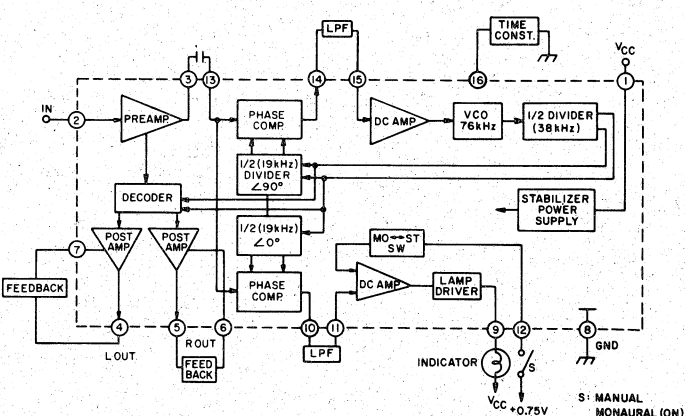 LPF
TIME
CONST.
VCC
3
13
14
15
16
1
IN
2
PREAMP.
PHASE
COMP.
DC AMP
VCO
76kHz
1/2 DIVIDER
(38kHz)
1/2(19kHz)
DIVIDER
∠90°
DECODER
STABILIZER
POWER
SUPPLY
7
POST
AMP
POST
AMP
1/2(19kHz)
∠0°
MO↔ST
SW
FEEDBACK
PHASE
COMP.
DC AMP
LAMP
DRIVER
4
5
6
10
11
9
12
8
GND
L OUT.
R OUT
FEED
BACK
LPF
INDICATOR
S
VCC
+0.75V
S: MANUAL
MONAURAL (ON)